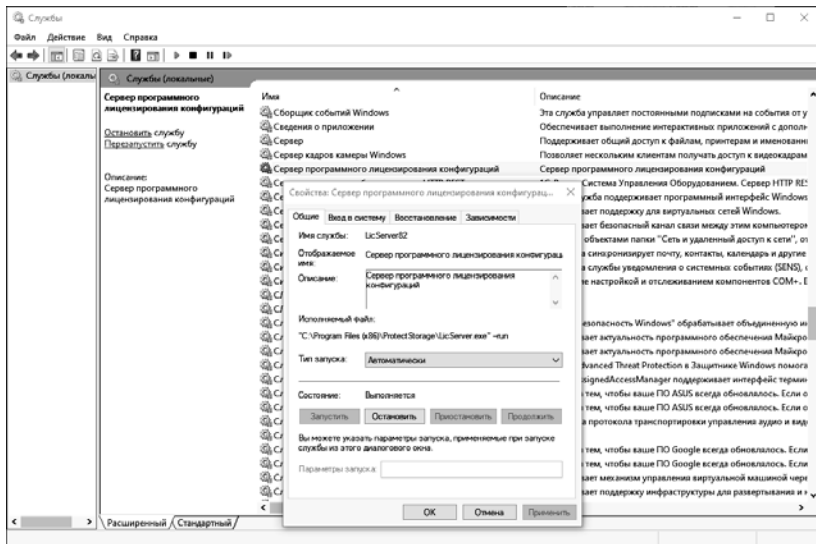 Службы
Файл Действие Вид Справка
Службы (локалы
Службы (локальные)
Сервер программного
лицензирования конфигураций
Остановить службу
Перезапустить службу
Описание:
Сервер программного
лицензирования конфигураций
Имя
Описание
Сборщик событий Windows
Эта служба управляет постоянными подписками на события от у
Сведения о приложении
Обеспечивает выполнение интерактивных приложений с дополн
Сервер
Поддерживает общий доступ к файлам, принтерам и именованн
Сервер кадров камеры Windows
Позволяет нескольким клиентам получать доступ к видеокадрам
Сервер программного лицензирования конфигураций
Сервер программного лицензирования конфигураций
Система Управления Оборудованием. Сервер HTTP RES
ужба поддерживает программный интерфейс Windows
вает поддержку для виртуальных сетей Windows.
вает безопасный канал связи между этим компьютером
объектами папки "Сеть и удаленный доступ к сети", от
а синхронизирует почту, контакты, календарь и другие
а службы уведомления о системных событиях (SENS), с
е настройкой и отслеживанием компонентов COM+. Е
езопасность Windows" обрабатывает объединенную ин
вает актуальность программного обеспечения Майкро
вает актуальность программного обеспечения Майкро
dvanced Threat Protection в Защитнике Windows помога
ssignedAccessManager поддерживает интерфейс термин
тем, чтобы ваше ПО ASUS всегда обновлялось. Если о
тем, чтобы ваше ПО ASUS всегда обновлялось. Если о
а протокола транспортировки управления аудио и вид
тем, чтобы ваше ПО Google всегда обновлялось. Если
тем, чтобы ваше ПО Google всегда обновлялось. Если
вает механизм управления виртуальной машиной чере
вает поддержку инфраструктуры для развертывания и
Свойства: Сервер программного лицензирования конфигурац...
Общие Вход в систему Восстановление Зависимости
Имя службы: LicServer82
Отображаемое
имя:
Сервер программного лицензирования конфигурац
Описание:
Сервер программного лицензирования
конфигураций
Исполняемый файл:
"C:\Program Files (x86)\ProtectStorage\LicServer.exe" -run
Тип запуска: Автоматически
Состояние: Выполняется
Запустить Остановить Приостановить Продолжить
Вы можете указать параметры запуска, применяемые при запуске
службы из этого диалогового окна.
Параметры запуска:
ОК Отмена Применить
Расширенный Стандартный